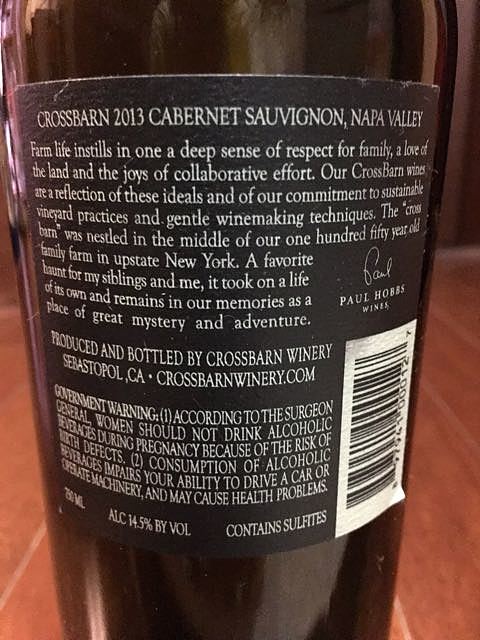 CROSSBARN 2013 CABERNET SAUVIGNON, NAPA VALLEY
Farm life instills in one a deep sense of respect for family, a love of
the land and the joys of collaborative effort. Our CrossBarn wines
are a reflection of these ideals and of our commitment to sustainable
vineyard practices and gentle winemaking techniques. The "cross
barn" was nestled in the middle of our one hundred fifty year old
family farm in upstate New York. A favorite
haunt for my siblings and me, it took on a life
of its own and remains in our memories as a
place of great mystery and adventure.
Paul
PAUL HOBBS
WINES
PRODUCED AND BOTTLED BY CROSSBARN WINERY
SEBASTOPOL, CA • CROSSBARNWINERY.COM
GOVERNMENT WARNING: (1) ACCORDING TO THE SURGEON
GENERAL, WOMEN SHOULD NOT DRINK ALCOHOLIC
BEVERAGES DURING PREGNANCY BECAUSE OF THE RISK OF
BIRTH DEFECTS. (2) CONSUMPTION OF ALCOHOLIC
BEVERAGES IMPAIRS YOUR ABILITY TO DRIVE A CAR OR
OPERATE MACHINERY, AND MAY CAUSE HEALTH PROBLEMS.
750 ML
ALC 14.5% BY VOL
CONTAINS SULFITES